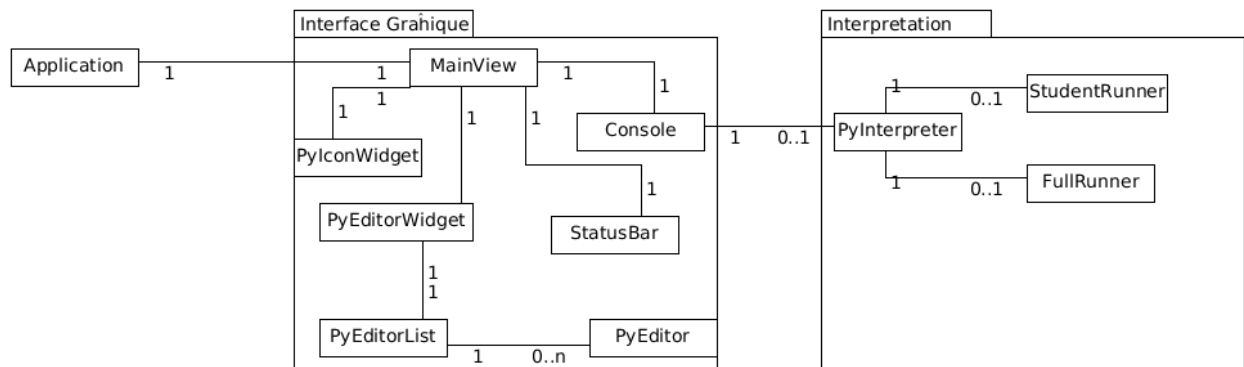 Interface Grahique
Interpretation
Application
1
1
MainView
1
1
1
1
1
1
1
StudentRunner
0..1
Console
1
0..1
PyInterpreter
PyIconWidget
1
0..1
FullRunner
1
PyEditorWidget
StatusBar
1
1
PyEditorList
1
0..n
PyEditor